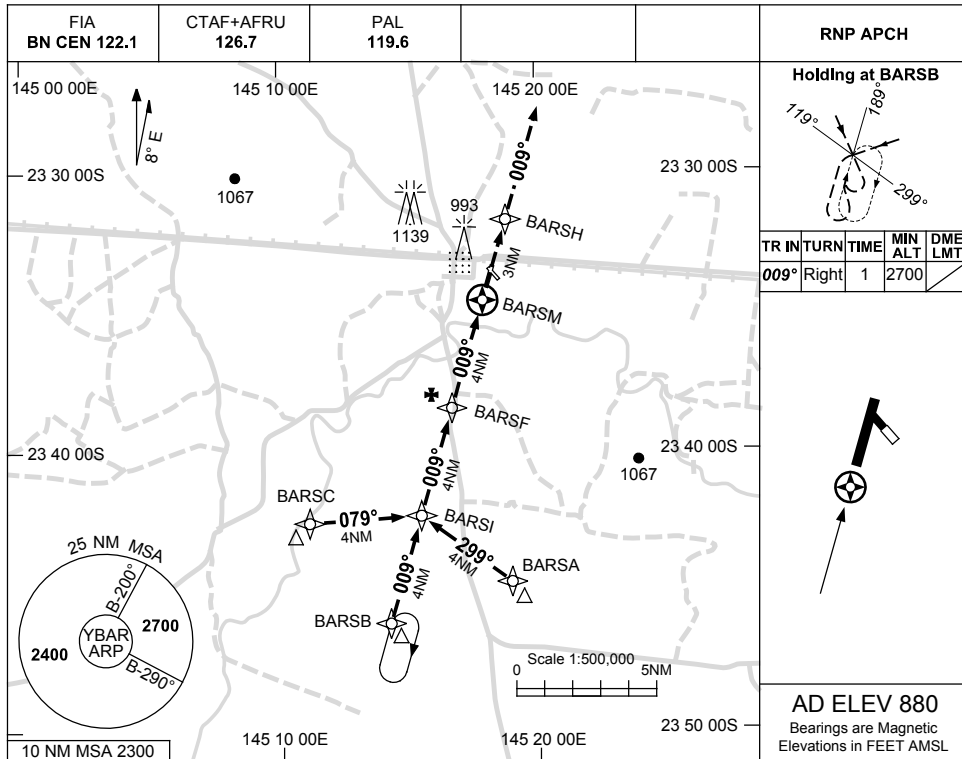 FIA
BN CEN 122.1
CTAF+AFRU
126.7
PAL
119.6
RNP APCH
145 00 00E
145 10 00E
145 20 00E
8° E
23 30 00S
23 30 00S
1067
1139
993
009°
BARSH
3NM
BARSM
009°
4NM
BARSF
23 40 00S
23 40 00S
1067
009°
4NM
BARSC
079°
4NM
BARSI
299°
4NM
BARSA
009°
4NM
BARSB
25 NM MSA
B-200°
2700
YBAR
ARP
2400
B-290°
10 NM MSA 2300
Scale 1:500,000
0
5NM
23 50 00S
145 10 00E
145 20 00E
Holding at BARSB
189°
119°
299°
TR IN TURN TIME MIN ALT DME LMT
009° Right 1 2700
AD ELEV 880
Bearings are Magnetic
Elevations in FEET AMSL